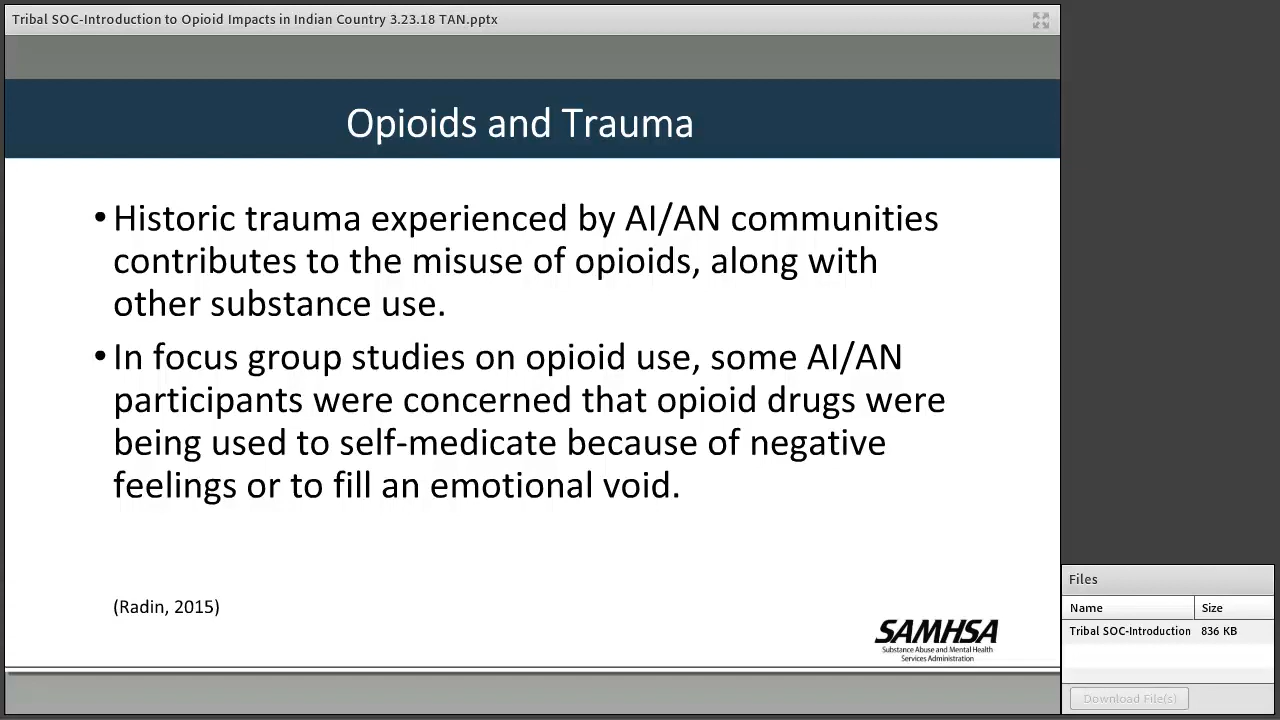 Tribal SOC-Introduction to Opioid Impacts in Indian Country 3.23.18 TAN.pptx
Opioids and Trauma
• Historic trauma experienced by AI/AN communities
contributes to the misuse of opioids, along with
other substance use.
• In focus group studies on opioid use, some AI/AN
participants were concerned that opioid drugs were
being used to self-medicate because of negative
feelings or to fill an emotional void.
(Radin, 2015)
SAMHSA
Substance Abuse and Mental Health
Services Administration
Files
Name Size
Tribal SOC-Introduction 836 KB
Download File(s)